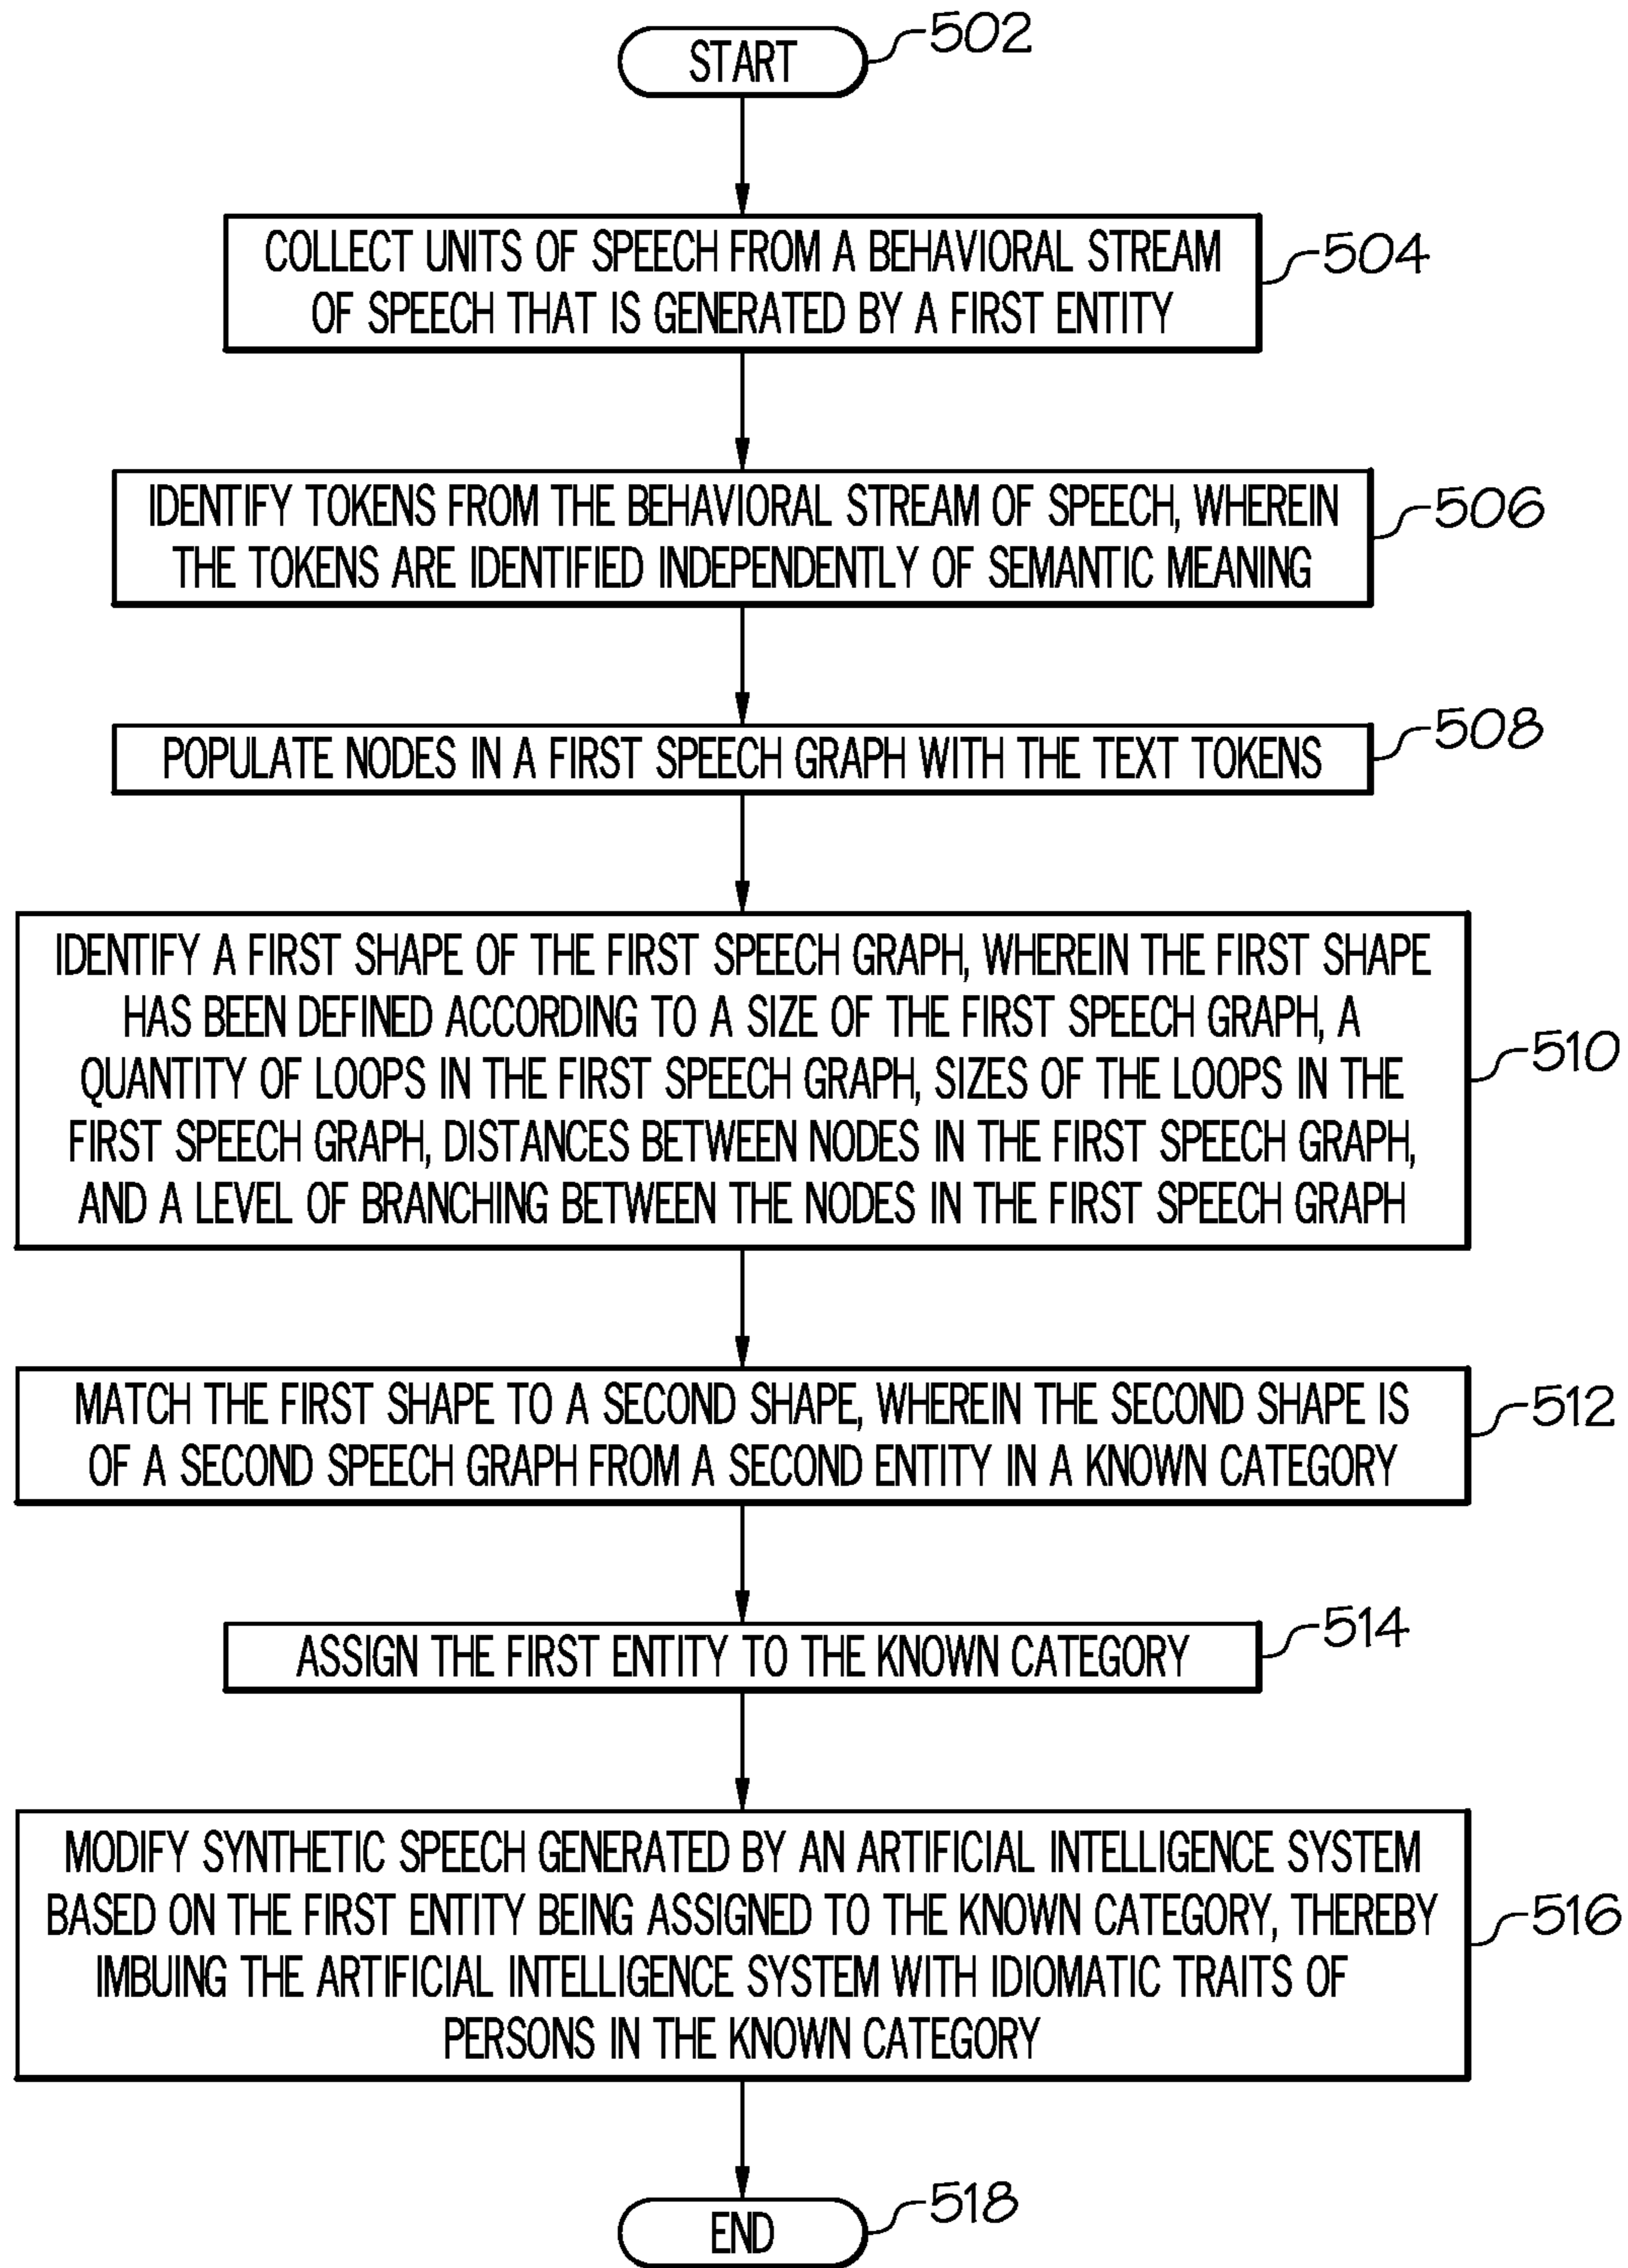 START
502
COLLECT UNITS OF SPEECH FROM A BEHAVIORAL STREAM
OF SPEECH THAT IS GENERATED BY A FIRST ENTITY
504
IDENTIFY TOKENS FROM THE BEHAVIORAL STREAM OF SPEECH, WHEREIN
THE TOKENS ARE IDENTIFIED INDEPENDENTLY OF SEMANTIC MEANING
506
POPULATE NODES IN A FIRST SPEECH GRAPH WITH THE TEXT TOKENS
508
IDENTIFY A FIRST SHAPE OF THE FIRST SPEECH GRAPH, WHEREIN THE FIRST SHAPE
HAS BEEN DEFINED ACCORDING TO A SIZE OF THE FIRST SPEECH GRAPH, A
QUANTITY OF LOOPS IN THE FIRST SPEECH GRAPH, SIZES OF THE LOOPS IN THE
FIRST SPEECH GRAPH, DISTANCES BETWEEN NODES IN THE FIRST SPEECH GRAPH,
AND A LEVEL OF BRANCHING BETWEEN THE NODES IN THE FIRST SPEECH GRAPH
510
MATCH THE FIRST SHAPE TO A SECOND SHAPE, WHEREIN THE SECOND SHAPE IS
OF A SECOND SPEECH GRAPH FROM A SECOND ENTITY IN A KNOWN CATEGORY
512
ASSIGN THE FIRST ENTITY TO THE KNOWN CATEGORY
514
MODIFY SYNTHETIC SPEECH GENERATED BY AN ARTIFICIAL INTELLIGENCE SYSTEM
BASED ON THE FIRST ENTITY BEING ASSIGNED TO THE KNOWN CATEGORY, THEREBY
IMBUING THE ARTIFICIAL INTELLIGENCE SYSTEM WITH IDIOMATIC TRAITS OF
PERSONS IN THE KNOWN CATEGORY
516
END
518